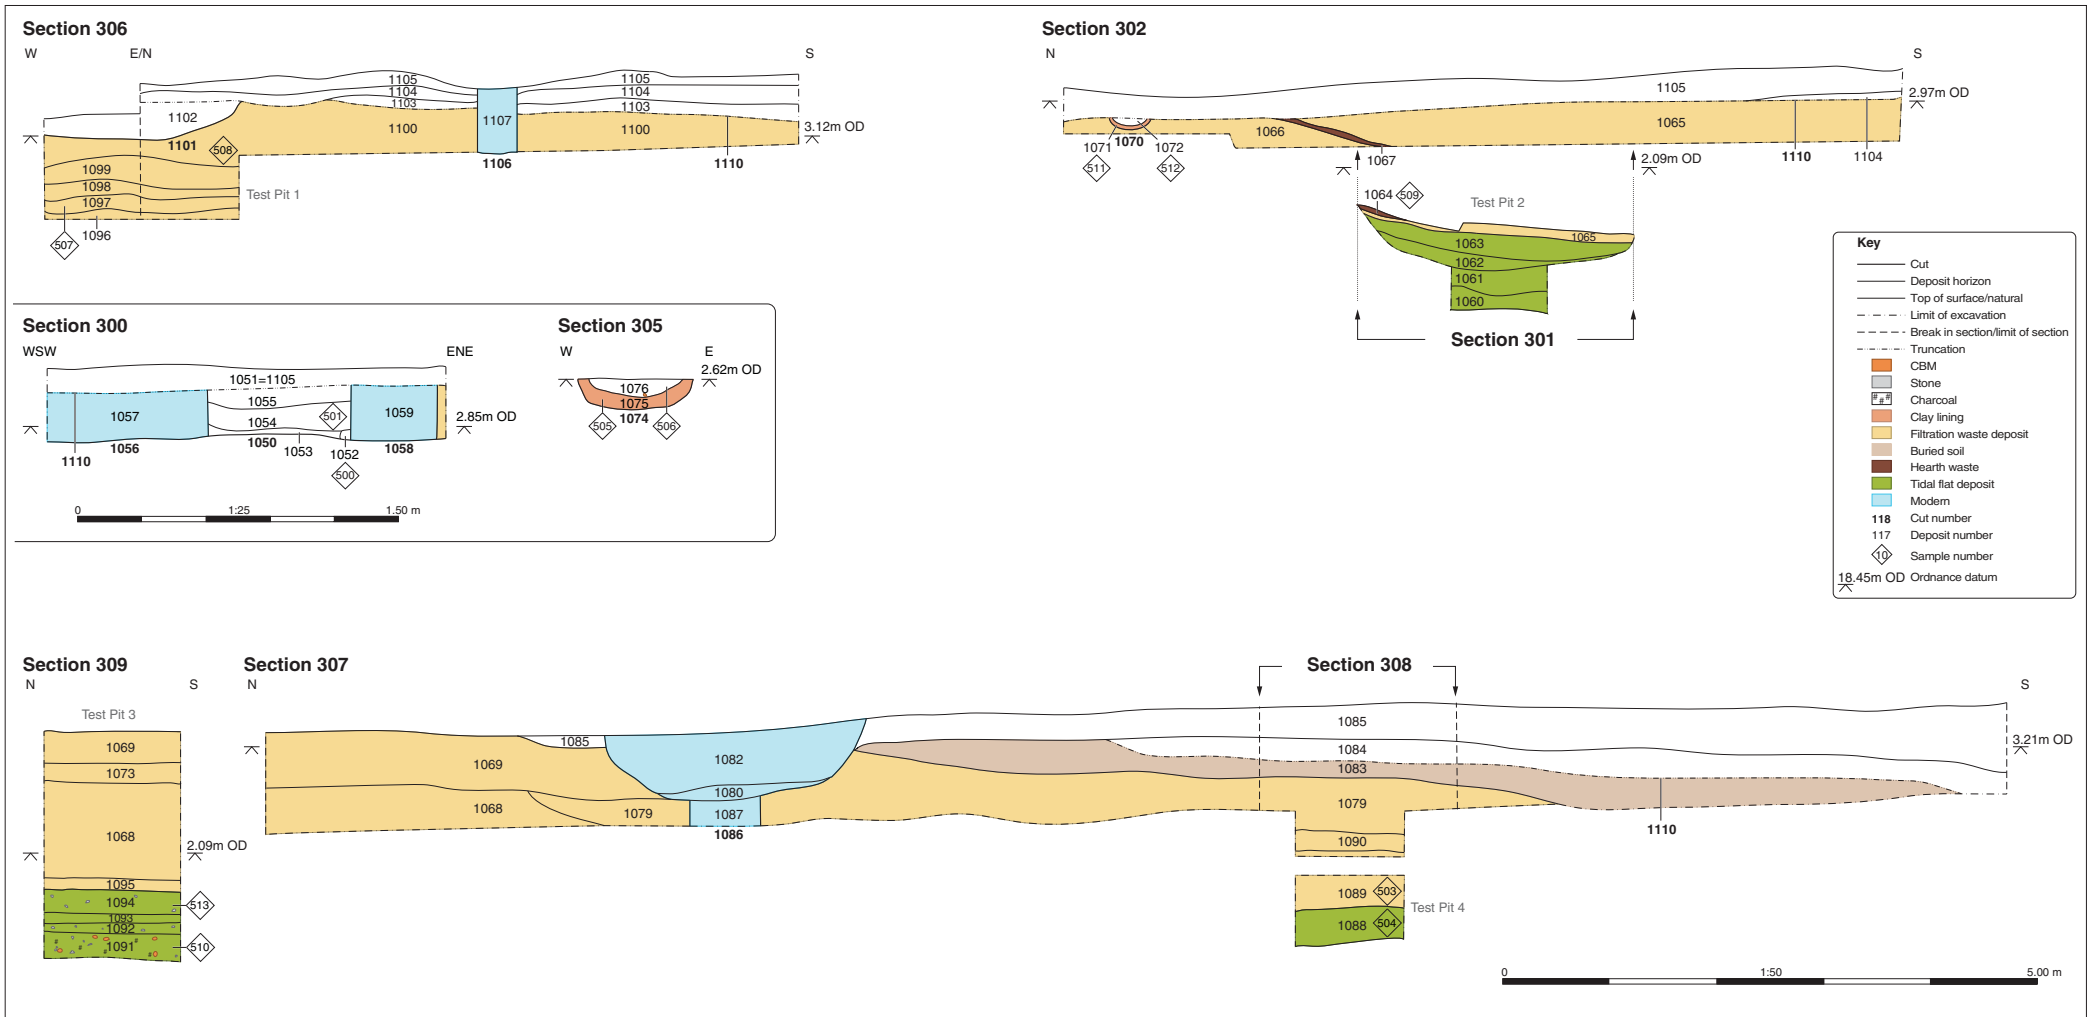 Section 306
W E/N S
1105 1105
1104 1104
1103 1103
1102 1107
1100 1100
3.12m OD
1101 508 1106 1110
1099
1098
1097
Test Pit 1
507 1096
Section 302
N S
1105
2.97m OD
1066 1065
1071 1070 1072
511 512
1067
2.09m OD
1110 1104
1064 509
Test Pit 2
1065
1063
1062
1061
1060
Section 301
Section 300
WSW ENE
1051=1105
1055
1057 501 1059
1054
2.85m OD
1110 1056 1050 1053 1052 1058
500
0 1:25 1.50 m
Section 305
W E
2.62m OD
1076
1075
505 1074 506
Key
Cut
Deposit horizon
Top of surface/natural
Limit of excavation
Break in section/limit of section
Truncation
CBM
Stone
Charcoal
Clay lining
Filtration waste deposit
Buried soil
Hearth waste
Tidal flat deposit
Modern
118 Cut number
117 Deposit number
10 Sample number
18.45m OD Ordnance datum
Section 309
N S
Test Pit 3
1069
1073
1068
2.09m OD
1095
1094 513
1093
1092
1091 510
Section 307
N S
Section 308
1085
1085
3.21m OD
1069 1082 1084
1083
1080
1068 1079 1087 1079
1086 1110
1090
1089 503
Test Pit 4
1088 504
0 1:50 5.00 m